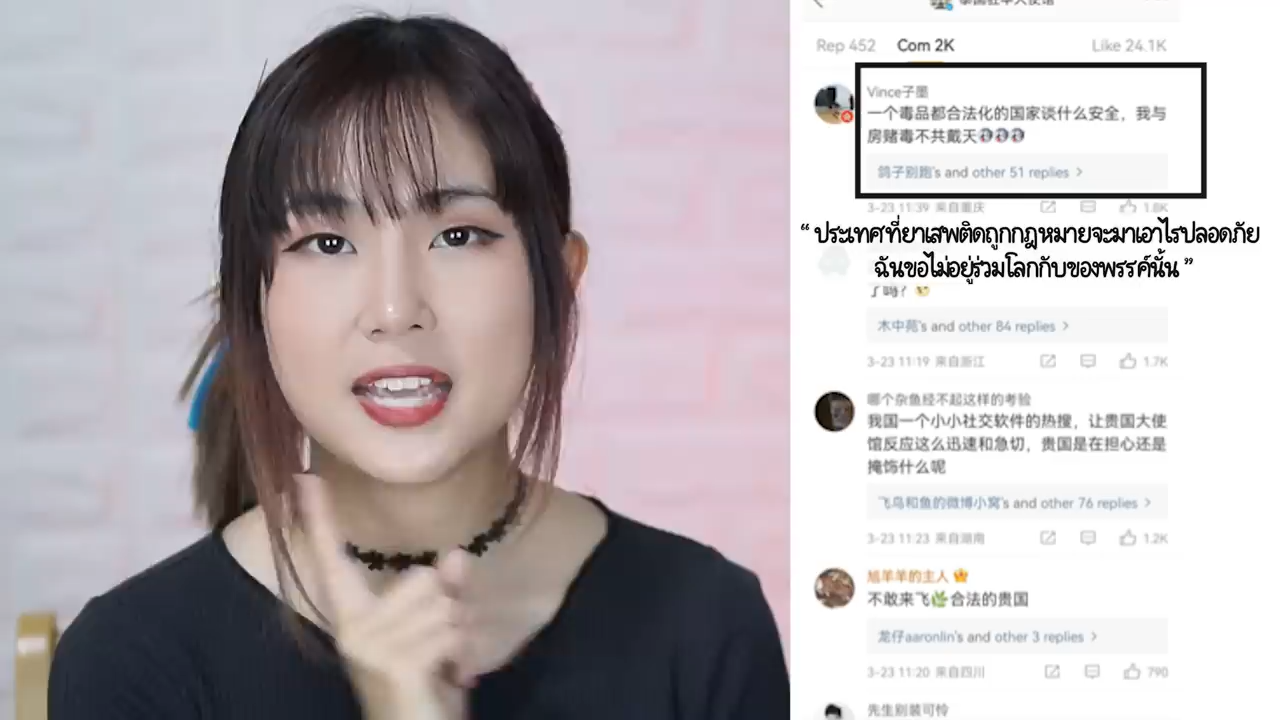 Rep 452 Com 2K Like 24.1K
Vince子墨
一个毒品都合法化的国家谈什么安全，我与
房赌毒不共戴天
鸽子别跑's and other 51 replies >
3-23 11:39 来自重庆 1.8K
“ ประเทศที่ยาเสพติดถูกกฎหมายจะมาเอาไรปลอดภัย
ฉันขอไม่อยู่ร่วมโลกกับของพรรค์นั้น ”
木中苑's and other 84 replies >
3-23 11:19 来自浙江 1.7K
哪个杂鱼经不起这样的考验
我国一个小小社交软件的热搜，让贵国大使
馆反应这么迅速和急切，贵国是在担心还是
掩饰什么呢
飞鸟和鱼的微博小窝's and other 76 replies >
3-23 11:23 来自湖南 1.2K
旭羊羊的主人
不敢来飞🌿合法的贵国
龙仔aaronlin's and other 3 replies >
3-23 11:20 来自四川 790
先生别装可怜